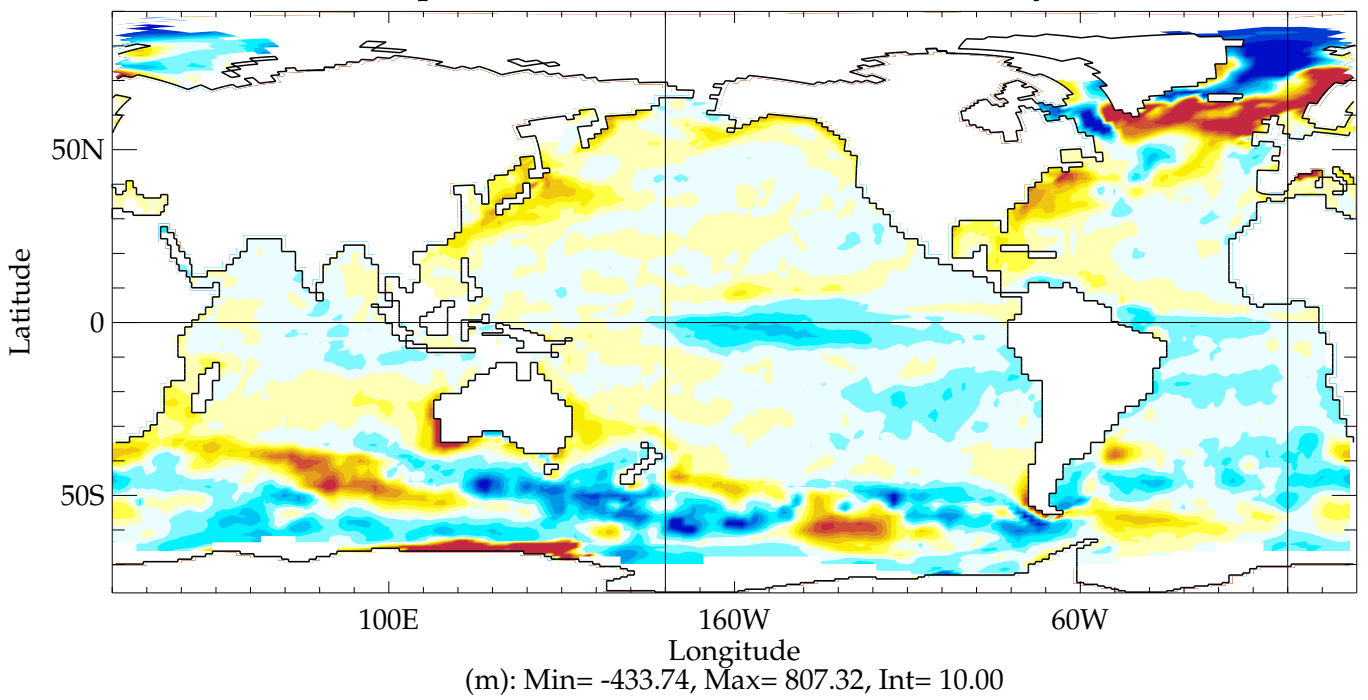 50N
Latitude
0
50S
100E
160W
60W
Longitude
(m): Min= -433.74, Max= 807.32, Int= 10.00